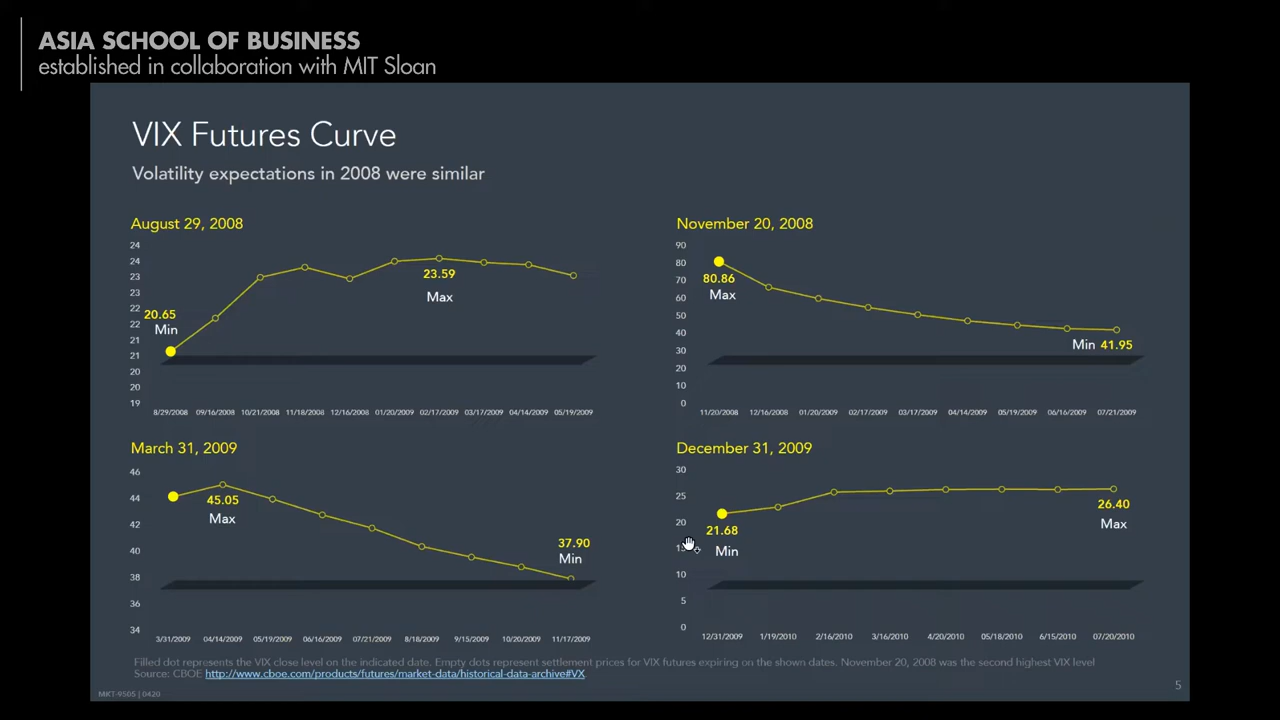 ASIA SCHOOL OF BUSINESS
established in collaboration with MIT Sloan
VIX Futures Curve
Volatility expectations in 2008 were similar
August 29, 2008
24
24
23
23
22
22
21
21
20
20
19
20.65
Min
23.59
Max
8/29/2008 09/16/2008 10/21/2008 11/18/2008 12/16/2008 01/20/2009 02/17/2009 03/17/2009 04/14/2009 05/19/2009
November 20, 2008
90
80
70
60
50
40
30
20
10
0
80.86
Max
Min 41.95
11/20/2008 12/16/2008 01/20/2009 02/17/2009 03/17/2009 04/14/2009 05/19/2009 06/16/2009 07/21/2009
March 31, 2009
46
44
42
40
38
36
34
45.05
Max
37.90
Min
3/31/2009 04/14/2009 05/19/2009 06/16/2009 07/21/2009 8/18/2009 9/15/2009 10/20/2009 11/17/2009
December 31, 2009
30
25
20
10
5
0
21.68
Min
26.40
Max
12/31/2009 1/19/2010 2/16/2010 3/16/2010 4/20/2010 05/18/2010 6/15/2010 07/20/2010
Filled dot represents the VIX close level on the indicated date. Empty dots represent settlement prices for VIX futures expiring on the shown dates. November 20, 2008 was the second highest VIX level
Source: CBOE http://www.cboe.com/products/futures/market-data/historical-data-archive#VX
MKT-9505 | 0420
5